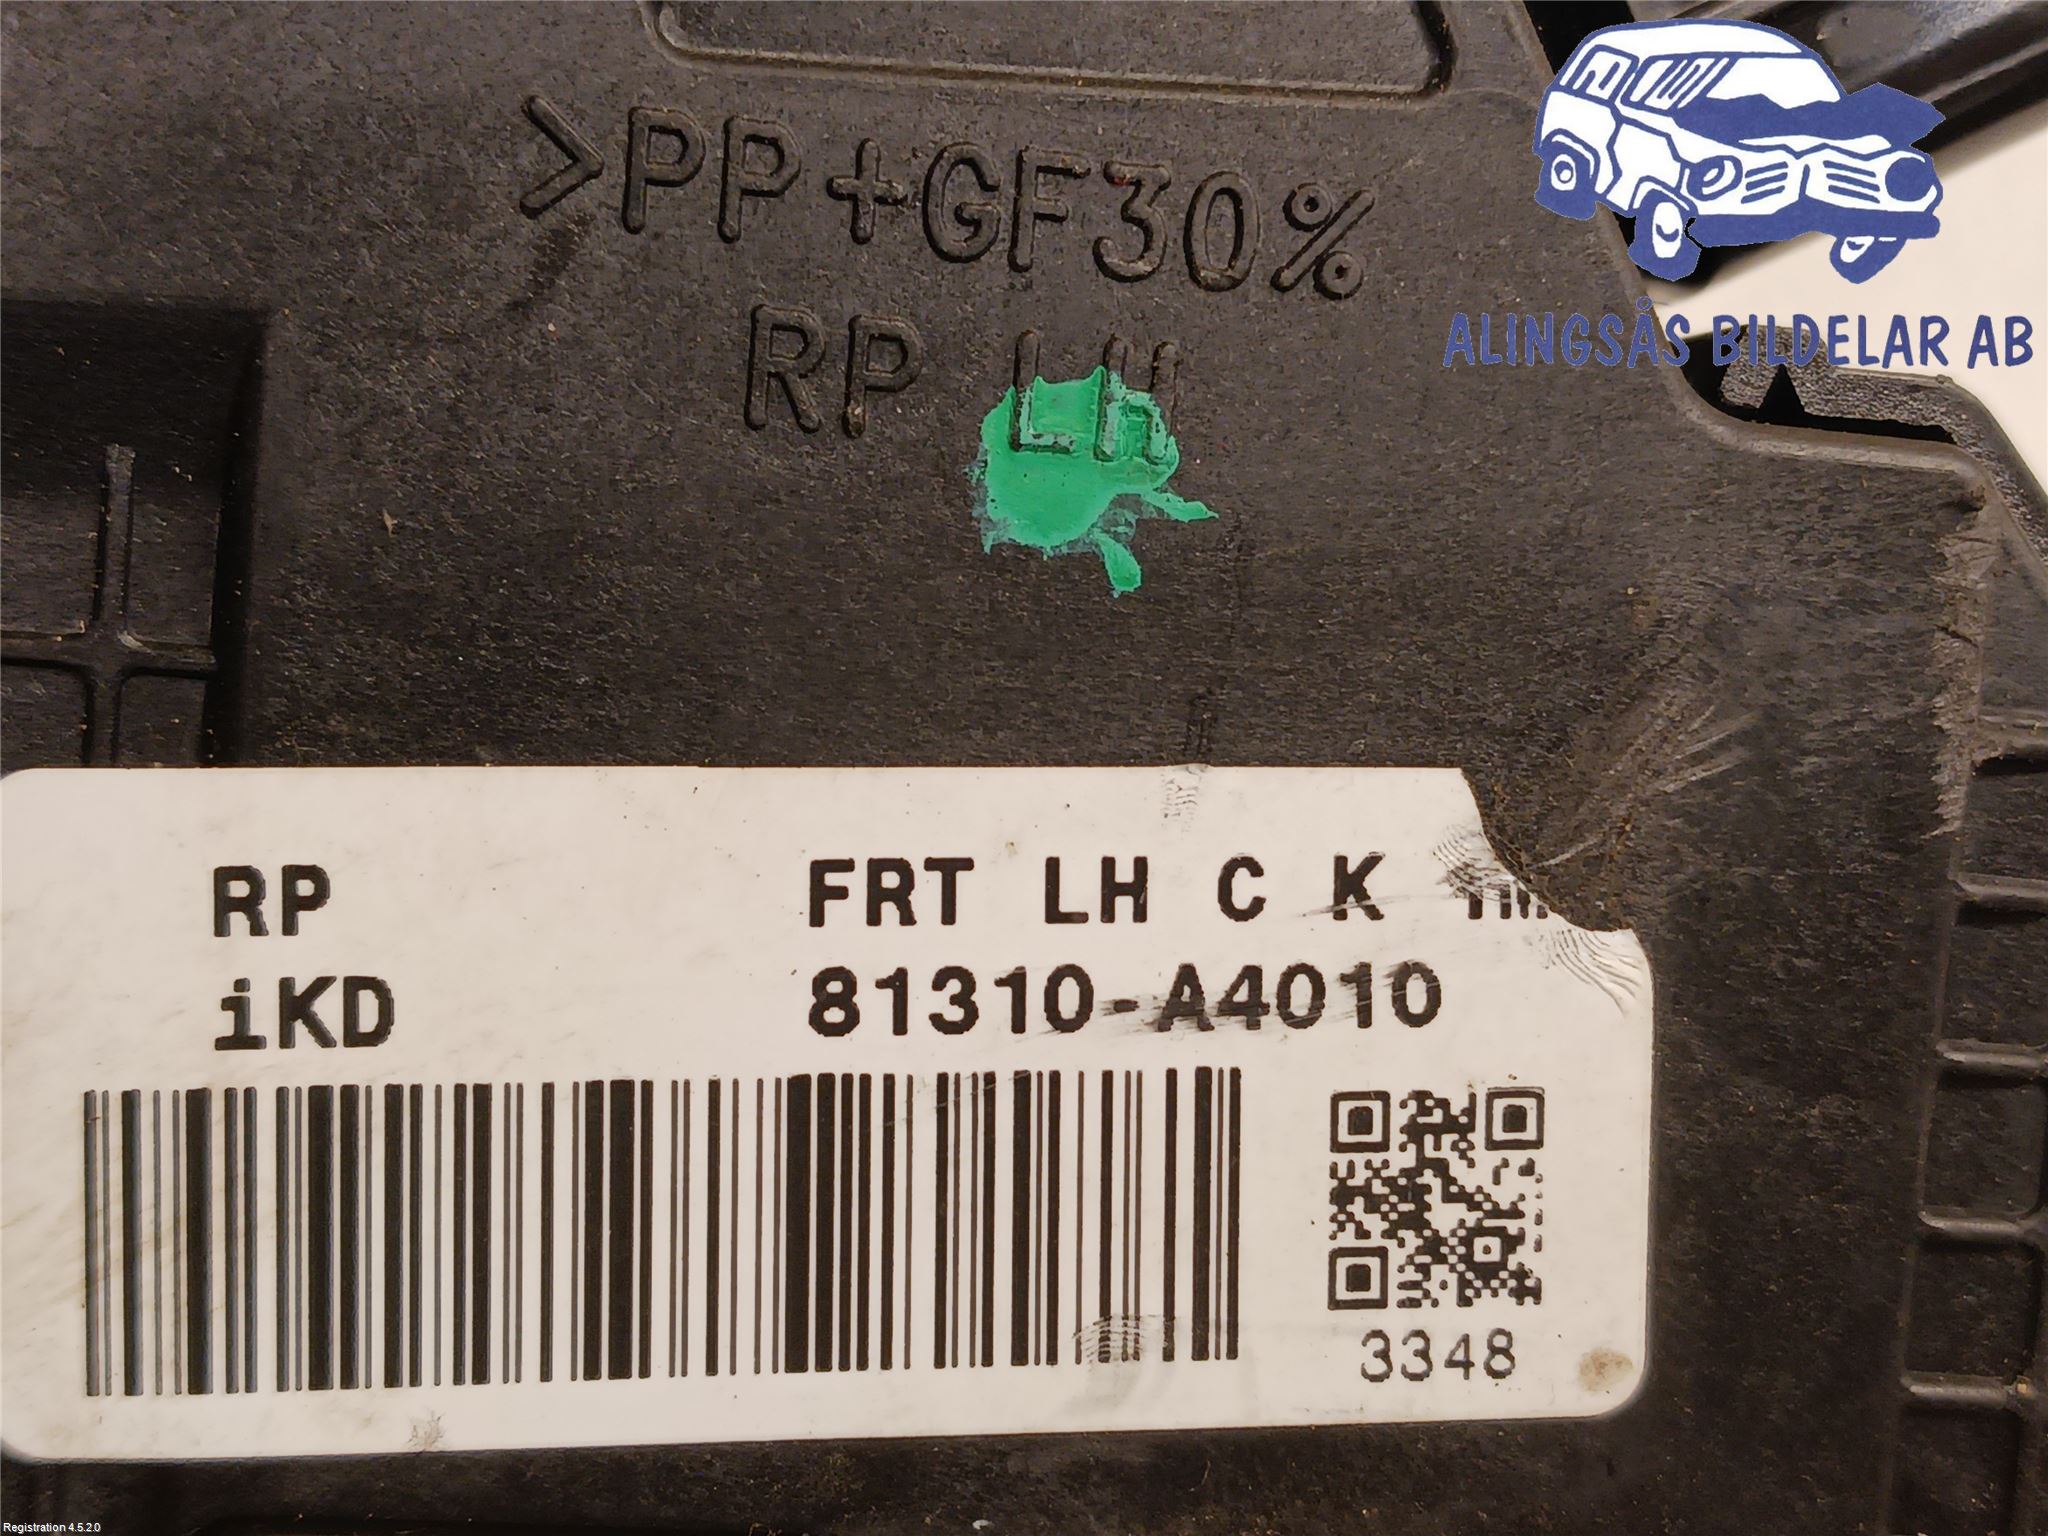 >PP+GF30%
RP LH
ALINGSÅS BILDELAR AB
RP FRT LH C K
iKD 81310-A4010
3348
Registration 4.5.2.0